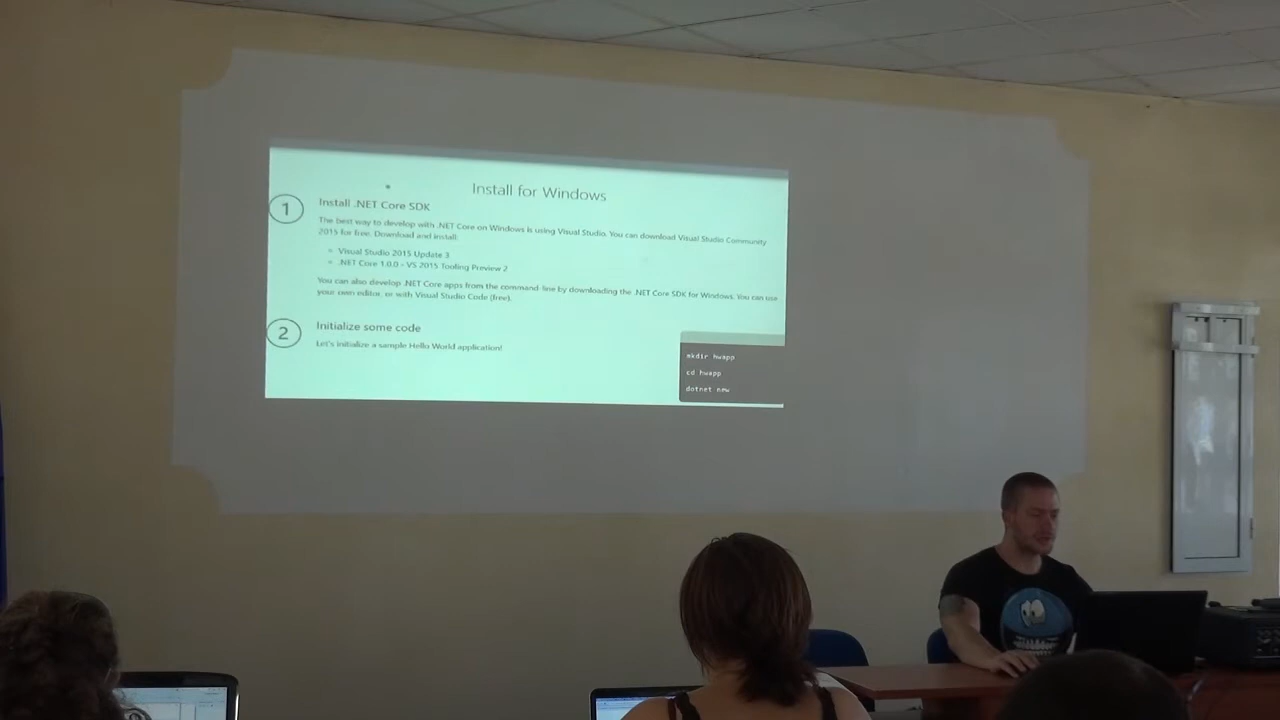 Install for Windows
1
Install .NET Core SDK
The best way to develop with .NET Core on Windows is using Visual Studio. You can download Visual Studio Community
2015 for free. Download and install:
Visual Studio 2015 Update 3
.NET Core 1.0.0 - VS 2015 Tooling Preview 2
You can also develop .NET Core apps from the command-line by downloading the .NET Core SDK for Windows. You can use
your own editor, or with Visual Studio Code (free).
2
Initialize some code
Let's initialize a sample Hello World application!
mkdir hwapp
cd hwapp
dotnet new